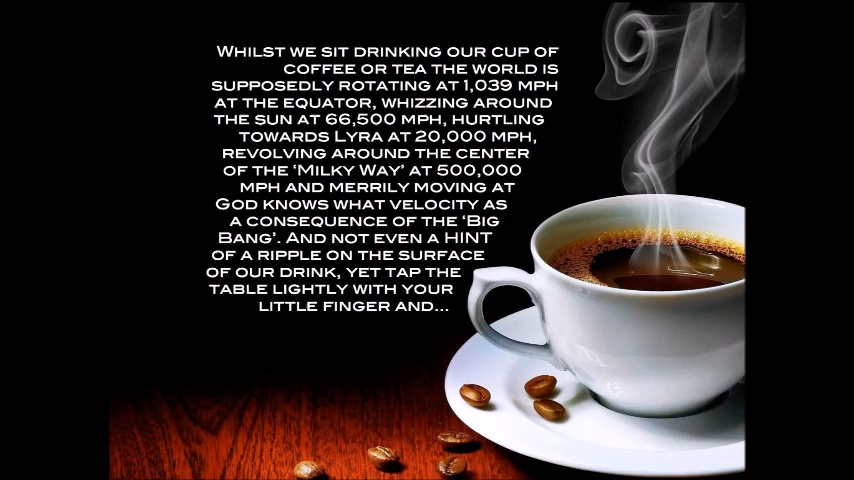 Whilst we sit drinking our cup of
coffee or tea the world is
supposedly rotating at 1,039 mph
at the equator, whizzing around
the sun at 66,500 mph, hurtling
towards Lyra at 20,000 mph,
revolving around the center
of the ‘Milky Way’ at 500,000
mph and merrily moving at
God knows what velocity as
a consequence of the ‘Big
Bang’. And not even a HINT
of a ripple on the surface
of our drink, yet tap the
table lightly with your
little finger and...